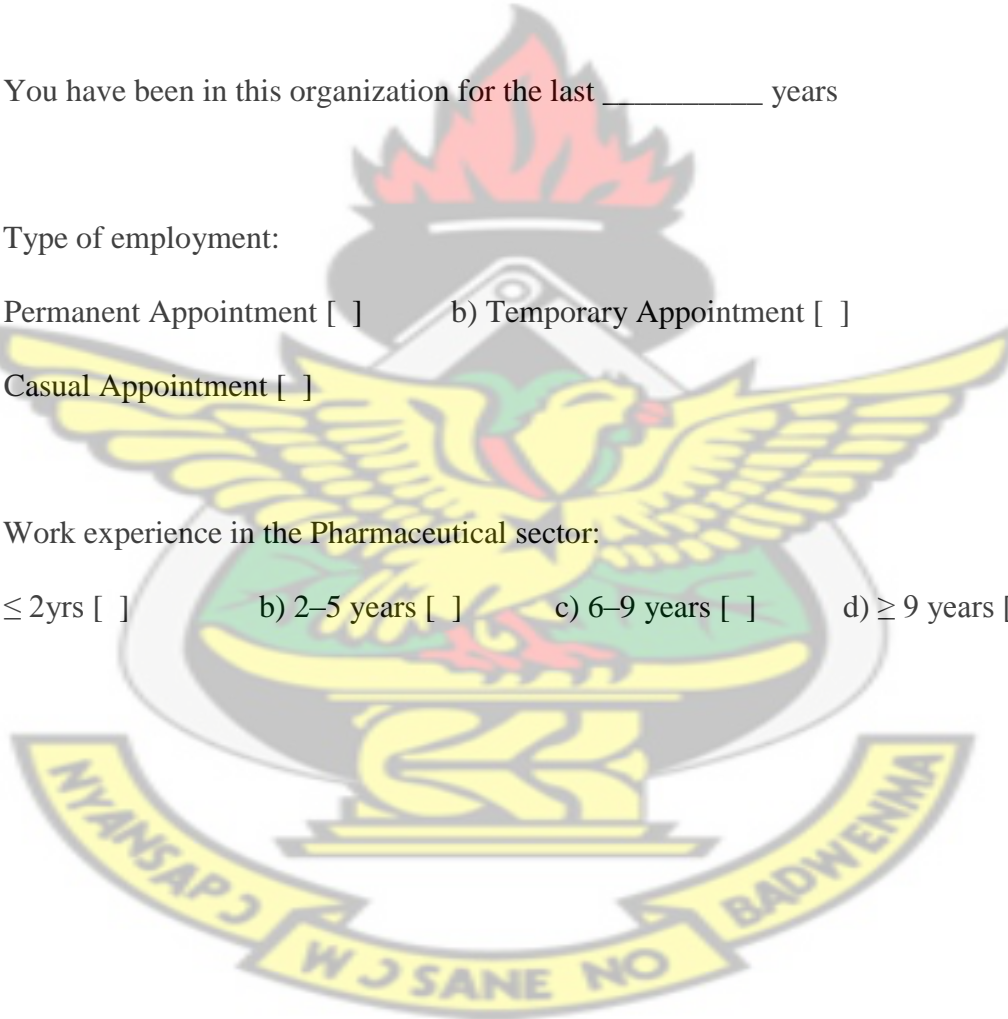 You have been in this organization for the last __________ years
Type of employment:
Permanent Appointment [ ] b) Temporary Appointment [ ]
Casual Appointment [ ]
Work experience in the Pharmaceutical sector:
≤ 2yrs [ ] b) 2–5 years [ ] c) 6–9 years [ ] d) ≥ 9 years [
NYANSAPƆ WƆSANE NO BADWENMA